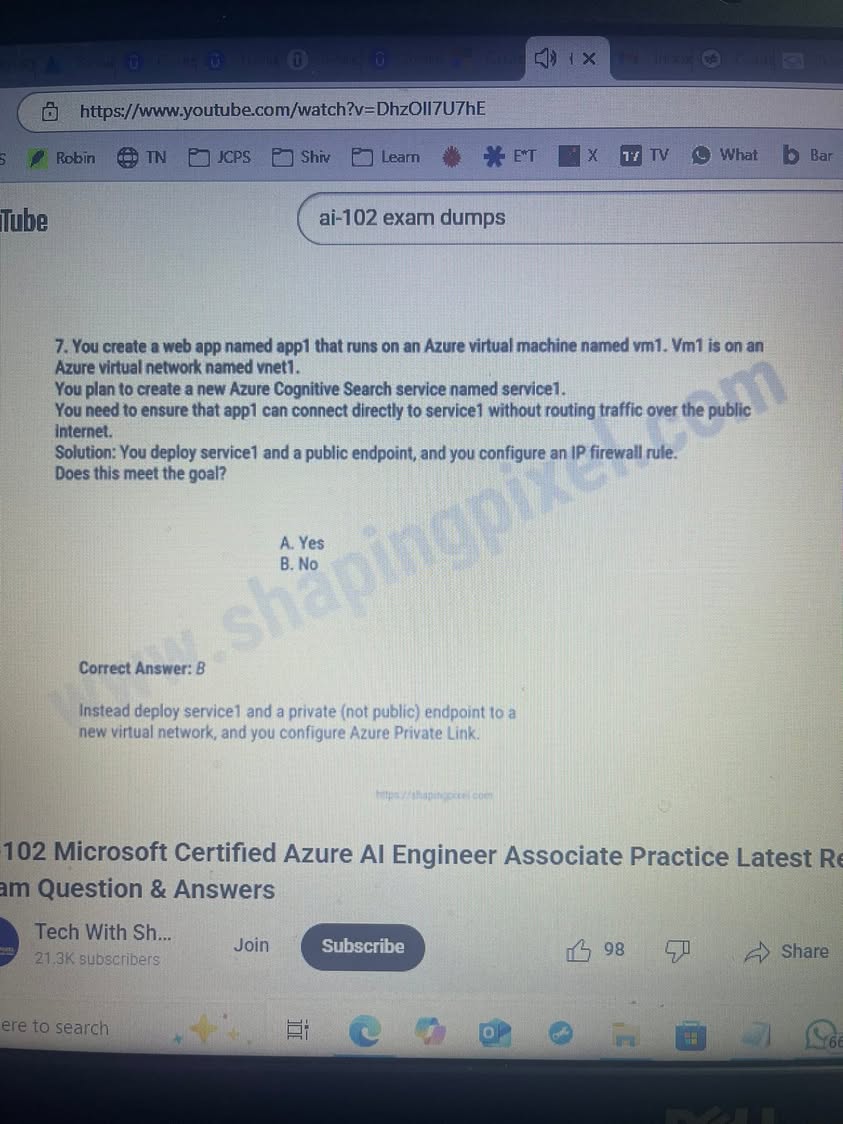 https://www.youtube.com/watch?v=DhzOII7U7hE
S Robin TN JCPS Shiv Learn E*T X TV TV What Bar
Tube
ai-102 exam dumps
7. You create a web app named app1 that runs on an Azure virtual machine named vm1. Vm1 is on an
Azure virtual network named vnet1.
You plan to create a new Azure Cognitive Search service named service1.
You need to ensure that app1 can connect directly to service1 without routing traffic over the public
internet.
Solution: You deploy service1 and a public endpoint, and you configure an IP firewall rule.
Does this meet the goal?
www.shapingpixel.com
A. Yes
B. No
Correct Answer: B
Instead deploy service1 and a private (not public) endpoint to a
new virtual network, and you configure Azure Private Link.
https://shapingpixel.com
-102 Microsoft Certified Azure AI Engineer Associate Practice Latest Re
am Question & Answers
Tech With Sh...
21.3K subscribers
Join
Subscribe
98
Share
ere to search
66